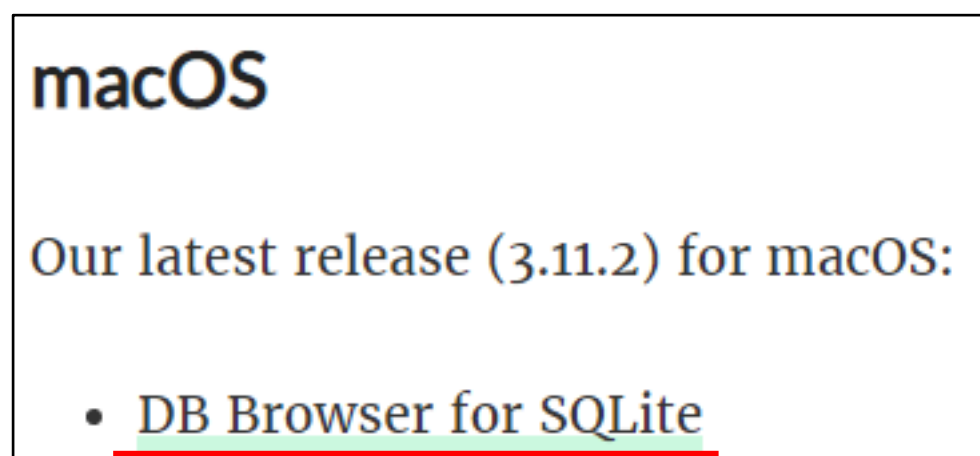 macOS
Our latest release (3.11.2) for macOS:
• DB Browser for SQLite